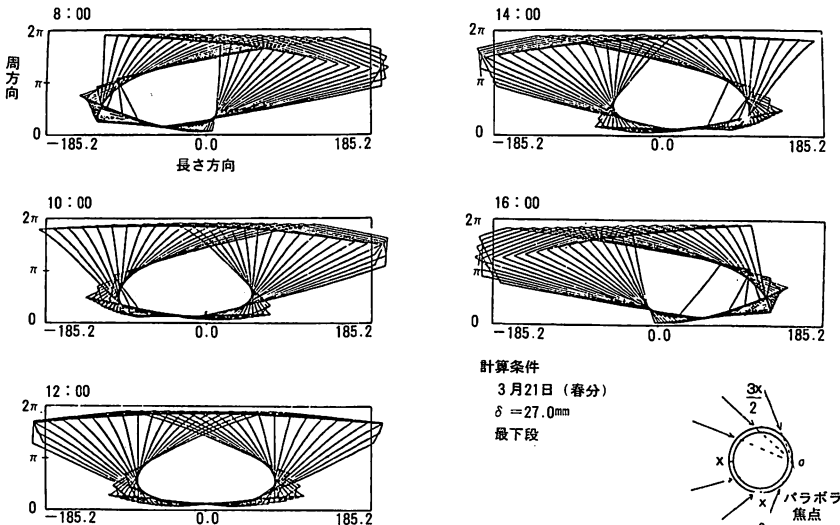 8:00
2π
周方向
π
0
−185.2
0.0
185.2
長さ方向
14:00
2π
π
0
−185.2
0.0
185.2
10:00
2π
π
0
−185.2
0.0
185.2
16:00
2π
π
0
−185.2
0.0
185.2
12:00
2π
π
0
−185.2
0.0
185.2
計算条件
3月21日 (春分)
δ =27.0mm
最下段
3x
2
x
x
パラボラ
焦点